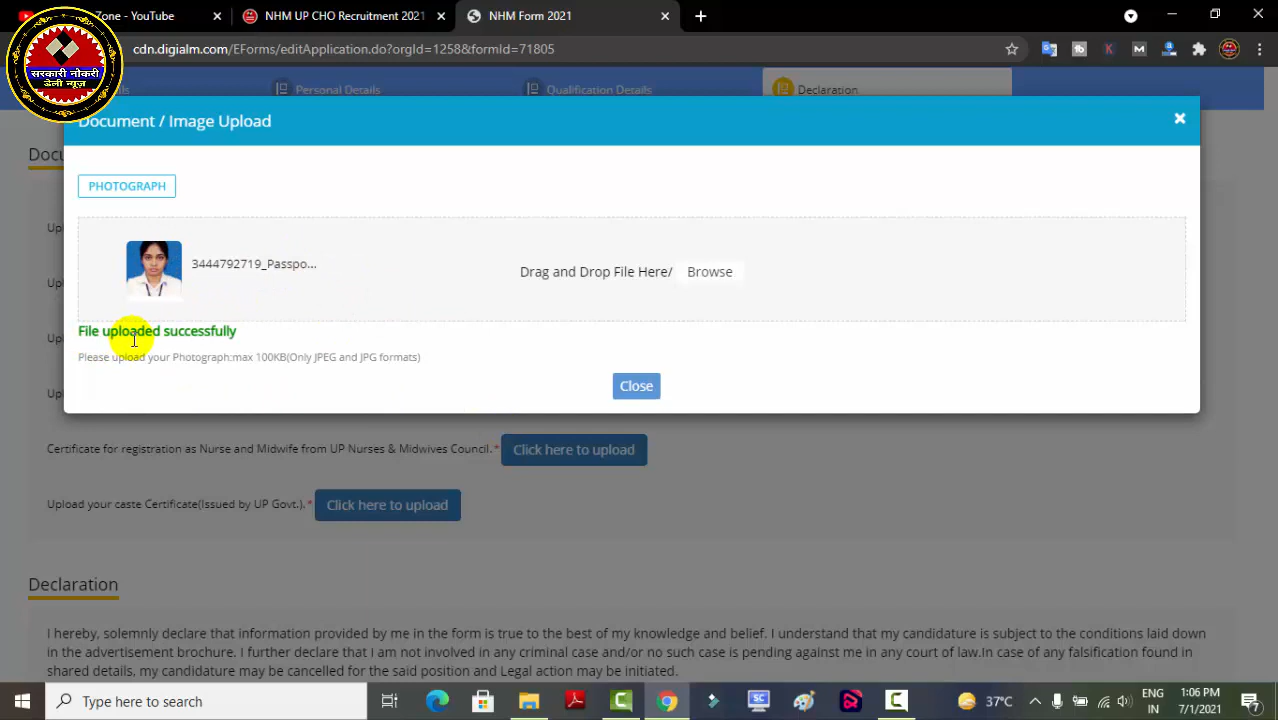 Zone - YouTube
NHM UP CHO Recruitment 2021
NHM Form 2021
cdn.digialm.com/EForms/editApplication.do?orgId=1258&formId=71805
सरकारी नोकरी
डेली न्यूज़
Personal Details
Qualification Details
Declaration
Document / Image Upload
PHOTOGRAPH
3444792719_Passpo...
Drag and Drop File Here/ Browse
File uploaded successfully
Please upload your Photograph:max 100KB(Only JPEG and JPG formats)
Close
Certificate for registration as Nurse and Midwife from UP Nurses & Midwives Council.* Click here to upload
Upload your caste Certificate(Issued by UP Govt.).* Click here to upload
Declaration
I hereby, solemnly declare that information provided by me in the form is true to the best of my knowledge and belief. I understand that my candidature is subject to the conditions laid down
in the advertisement brochure. I further declare that I am not involved in any criminal case and/or no such case is pending against me in any court of law.In case of any falsification found in
shared details, my candidature may be cancelled for the said position and Legal action may be initiated.
Type here to search
37°C
ENG
IN
1:06 PM
7/1/2021